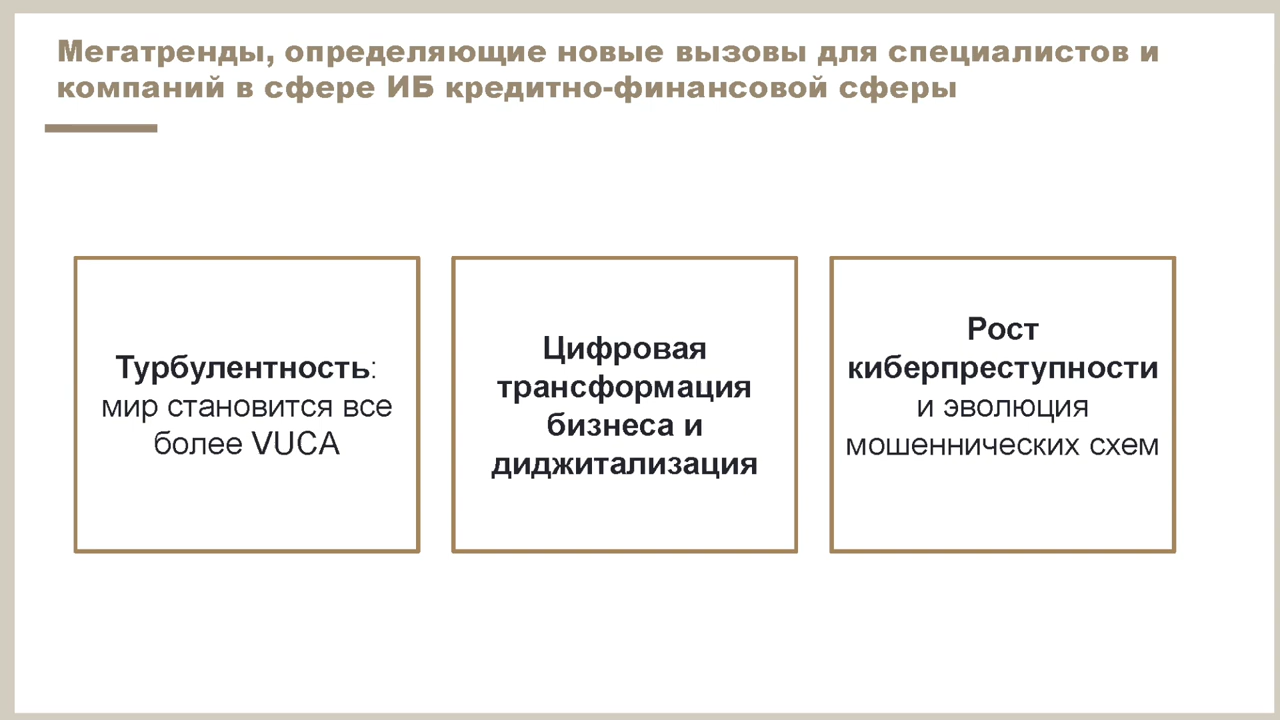 Мегатренды, определяющие новые вызовы для специалистов и
компаний в сфере ИБ кредитно-финансовой сферы
Турбулентность:
мир становится все
более VUCA
Цифровая
трансформация
бизнеса и
диджитализация
Рост
киберпреступности
и эволюция
мошеннических схем